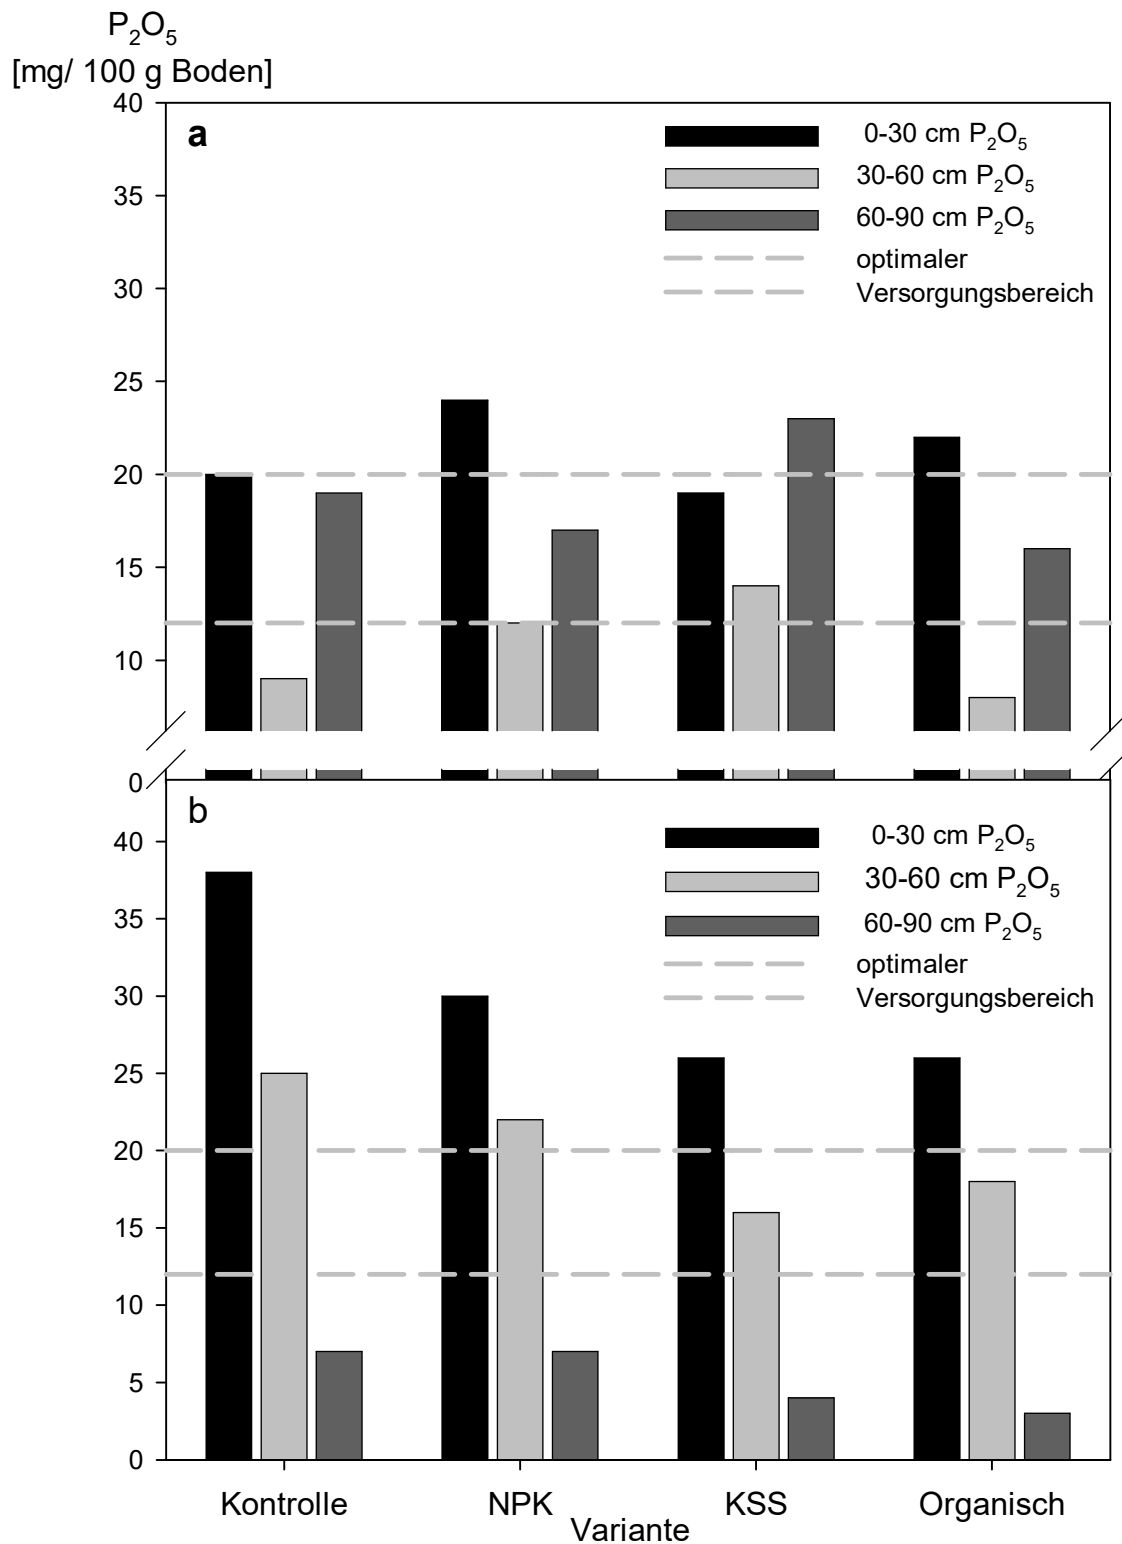 P₂O₅
[mg/ 100 g Boden]
40
a
0-30 cm P₂O₅
30-60 cm P₂O₅
35
60-90 cm P₂O₅
optimaler
30
Versorgungsbereich
25
20
15
10
0
b
40
0-30 cm P₂O₅
30-60 cm P₂O₅
35
60-90 cm P₂O₅
optimaler
30
Versorgungsbereich
25
20
15
10
5
0
Kontrolle NPK KSS Organisch
Variante